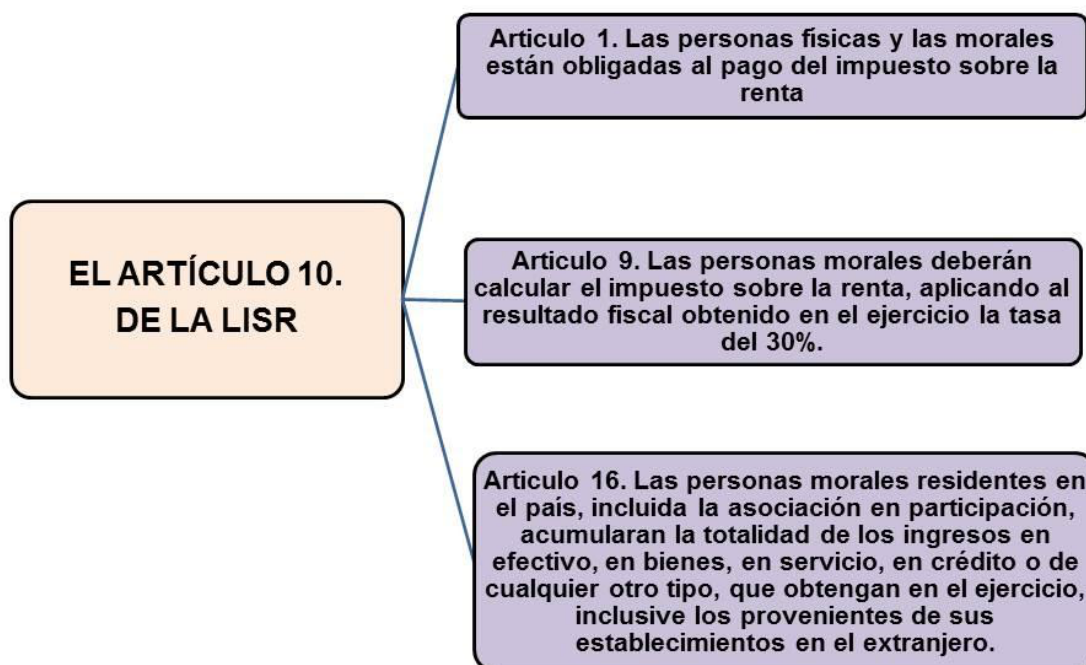 Articulo 1. Las personas físicas y las morales
están obligadas al pago del impuesto sobre la
renta
EL ARTÍCULO 10.
DE LA LISR
Articulo 9. Las personas morales deberán
calcular el impuesto sobre la renta, aplicando al
resultado fiscal obtenido en el ejercicio la tasa
del 30%.
Articulo 16. Las personas morales residentes en
el país, incluida la asociación en participación,
acumularan la totalidad de los ingresos en
efectivo, en bienes, en servicio, en crédito o de
cualquier otro tipo, que obtengan en el ejercicio,
inclusive los provenientes de sus
establecimientos en el extranjero.